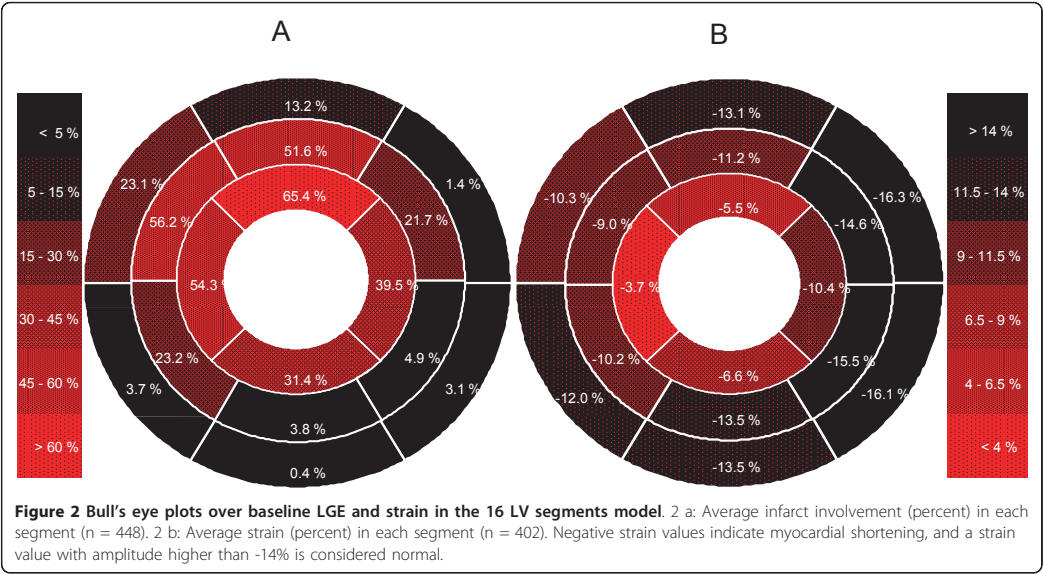 A
B
< 5 %
5 - 15 %
15 - 30 %
30 - 45 %
45 - 60 %
> 60 %
13.2 %
23.1 %
1.4 %
51.6 %
56.2 %
21.7 %
65.4 %
54.3
39.5 %
31.4 %
23.2 %
4.9 %
3.7 %
3.1 %
3.8 %
0.4 %
-13.1 %
-10.3 %
-16.3 %
-11.2 %
-9.0 %
-14.6 %
-5.5 %
-3.7 %
-10.4 %
-6.6 %
-10.2 %
-15.5 %
-12.0 %
-16.1 %
-13.5 %
-13.5 %
> 14 %
11.5 - 14 %
9 - 11.5 %
6.5 - 9 %
4 - 6.5 %
< 4 %
Figure 2 Bull's eye plots over baseline LGE and strain in the 16 LV segments model. 2 a: Average infarct involvement (percent) in each
segment (n = 448). 2 b: Average strain (percent) in each segment (n = 402). Negative strain values indicate myocardial shortening, and a strain
value with amplitude higher than -14% is considered normal.